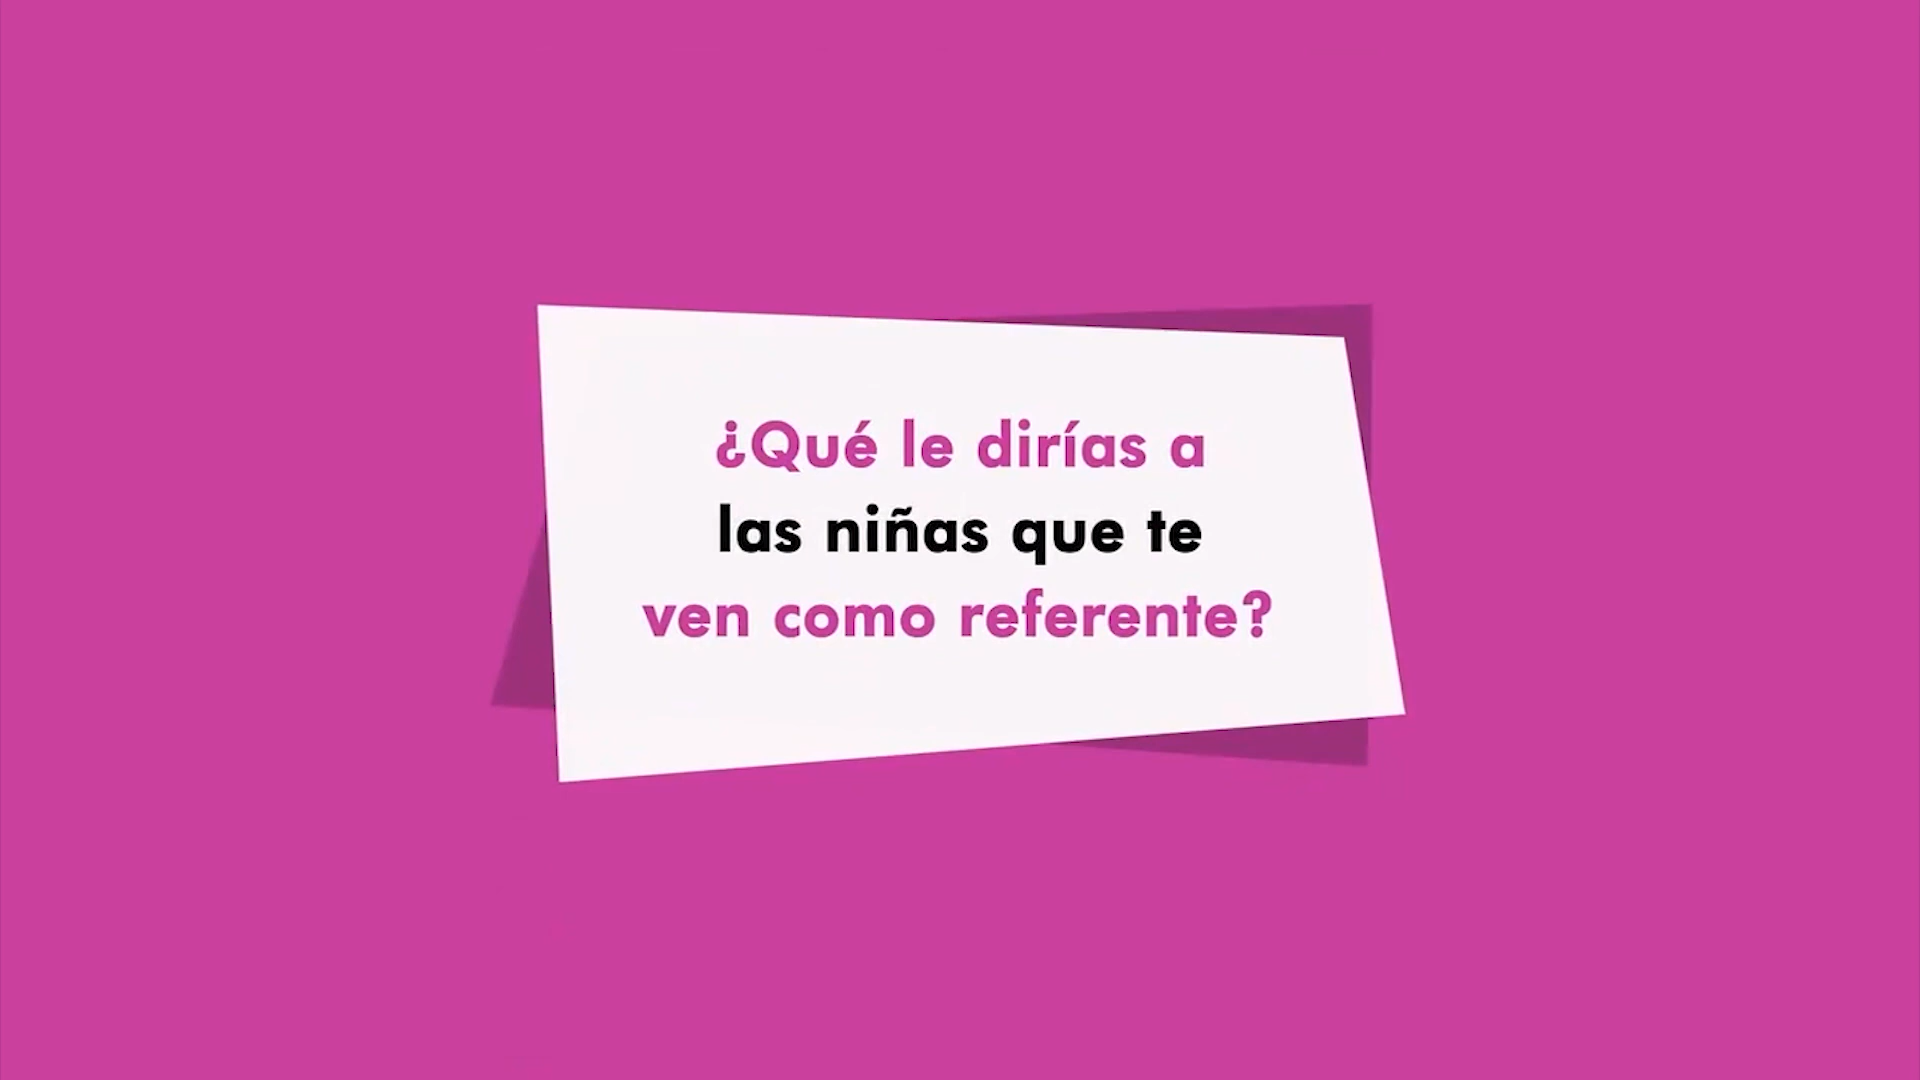 ¿Qué le dirías a
las niñas que te
ven como referente?